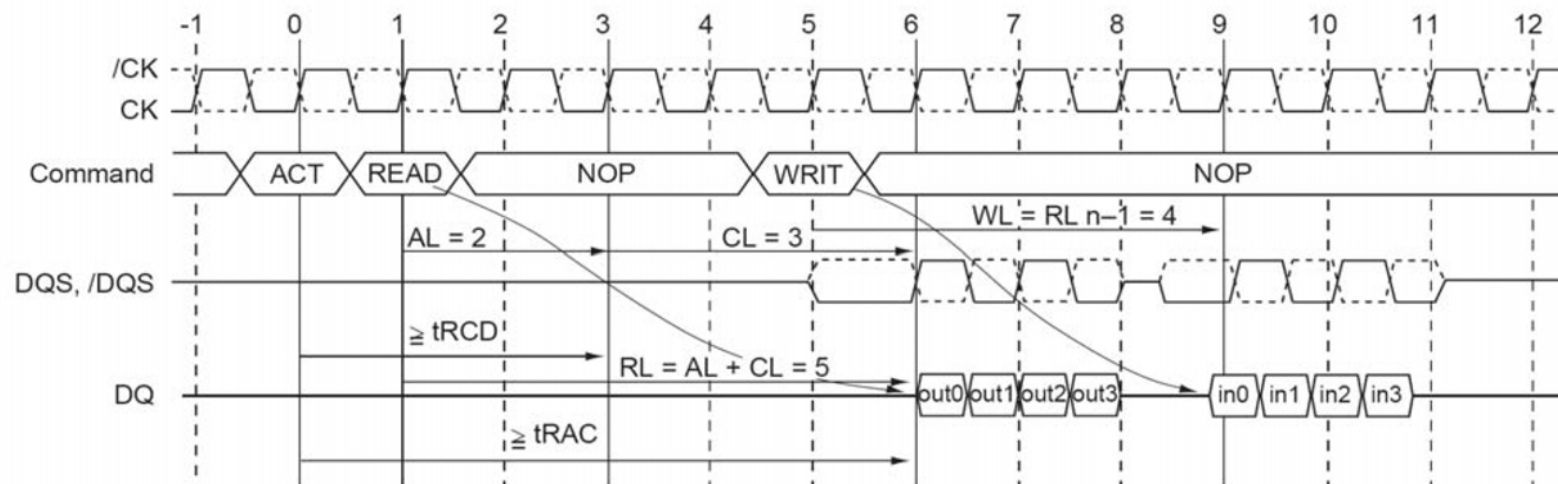 -1 0 1 2 3 4 5 6 7 8 9 10 11 12
/CK
CK
Command ACT READ NOP WRIT NOP
WL = RL n–1 = 4
AL = 2 CL = 3
DQS, /DQS
≧ tRCD
RL = AL + CL = 5
DQ out0 out1 out2 out3 in0 in1 in2 in3
≧ tRAC